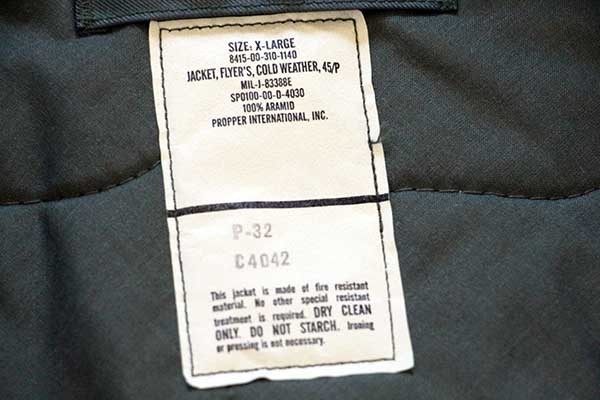 SIZE: X-LARGE
8415-00-310-1140
JACKET, FLYER'S, COLD WEATHER, 45/P
MIL-J-83388E
SPO100-00-D-4030
100% ARAMID
PROPPER INTERNATIONAL, INC.
P-32
C4042
This jacket is made of fire resistant
material. No other special resistant
treatment is required. DRY CLEAN
ONLY. DO NOT STARCH. Ironing
or pressing is not necessary.